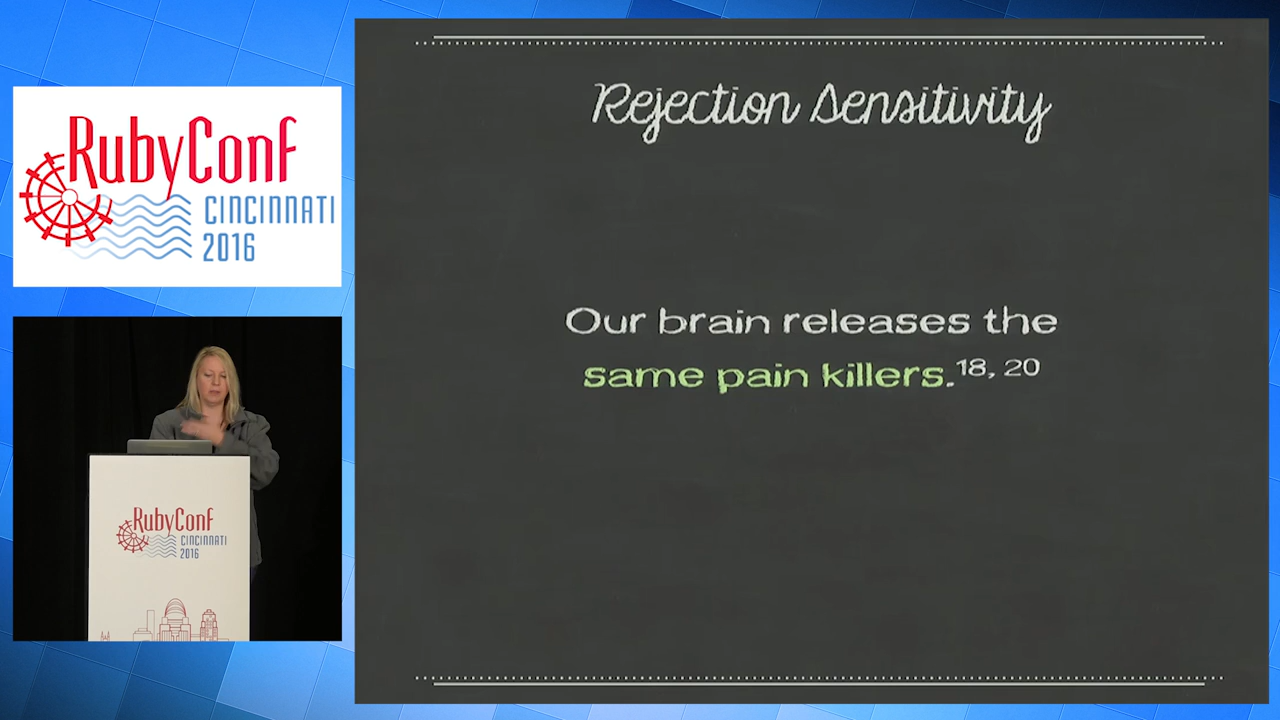 RubyConf
CINCINNATI
2016
Rejection Sensitivity
Our brain releases the
same pain killers.18, 20
RubyConf
CINCINNATI
2016